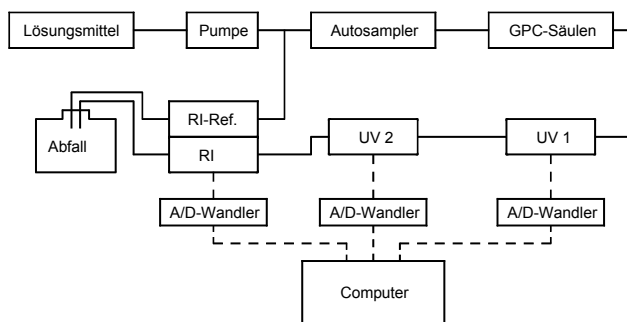 Lösungsmittel
Pumpe
Autosampler
GPC-Säulen
RI-Ref.
Abfall
RI
UV 2
UV 1
A/D-Wandler
A/D-Wandler
A/D-Wandler
Computer